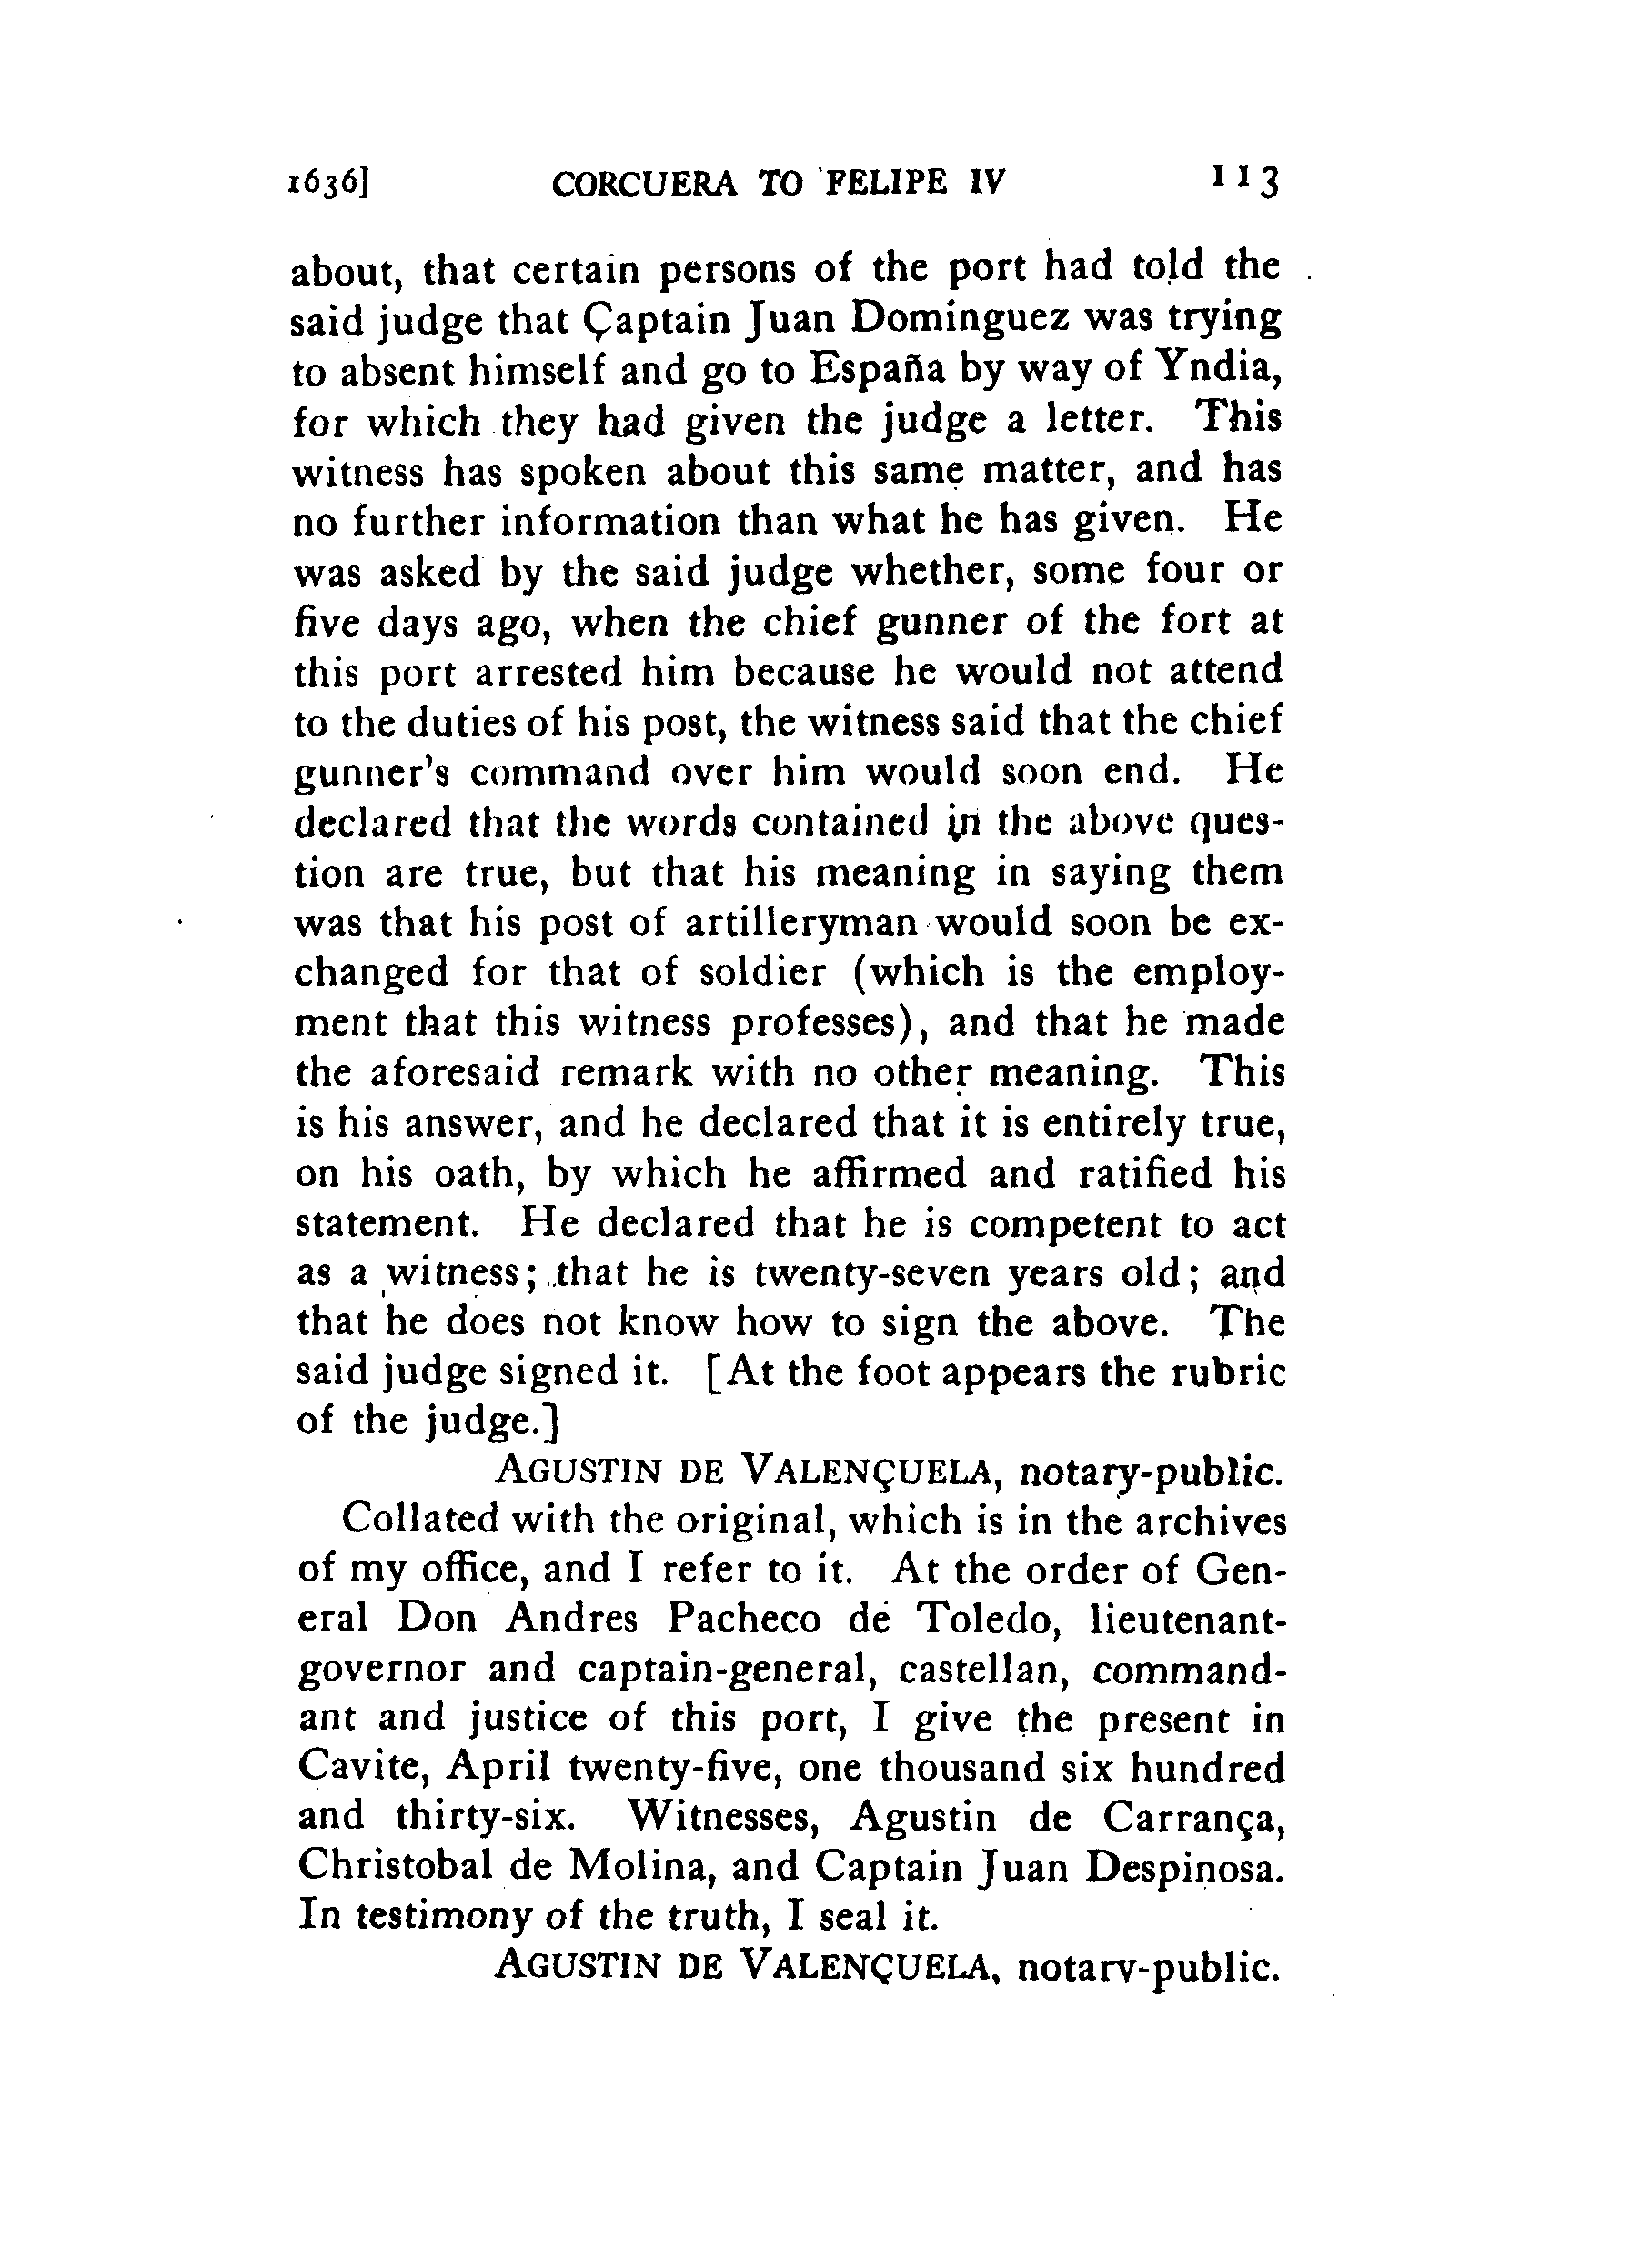 1636] CORCUERA TO FELIPE IV 113
about, that certain persons of the port had told the
said judge that Captain Juan Dominguez was trying
to absent himself and go to España by way of Yndia,
for which they had given the judge a letter. This
witness has spoken about this same matter, and has
no further information than what he has given. He
was asked by the said judge whether, some four or
five days ago, when the chief gunner of the fort at
this port arrested him because he would not attend
to the duties of his post, the witness said that the chief
gunner's command over him would soon end. He
declared that the words contained in the above ques-
tion are true, but that his meaning in saying them
was that his post of artilleryman would soon be ex-
changed for that of soldier (which is the employ-
ment that this witness professes), and that he made
the aforesaid remark with no other meaning. This
is his answer, and he declared that it is entirely true,
on his oath, by which he affirmed and ratified his
statement. He declared that he is competent to act
as a witness; that he is twenty-seven years old; and
that he does not know how to sign the above. The
said judge signed it. [At the foot appears the rubric
of the judge.]
AGUSTIN DE VALENÇUELA, notary-public.
Collated with the original, which is in the archives
of my office, and I refer to it. At the order of Gen-
eral Don Andres Pacheco de Toledo, lieutenant-
governor and captain-general, castellan, command-
ant and justice of this port, I give the present in
Cavite, April twenty-five, one thousand six hundred
and thirty-six. Witnesses, Agustin de Carrança,
Christobal de Molina, and Captain Juan Despinosa.
In testimony of the truth, I seal it.
AGUSTIN DE VALENÇUELA, notary-public.